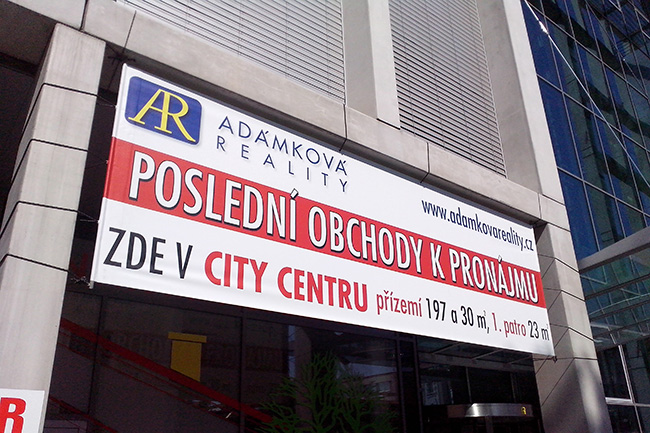 AR
ADÁMKOVÁ
REALITY
www.adamkovareality.cz
POSLEDNÍ OBCHODY K PRONÁJMU
ZDE V CITY CENTRU přízemí 197 a 30 m², 1. patro 23 m²
R